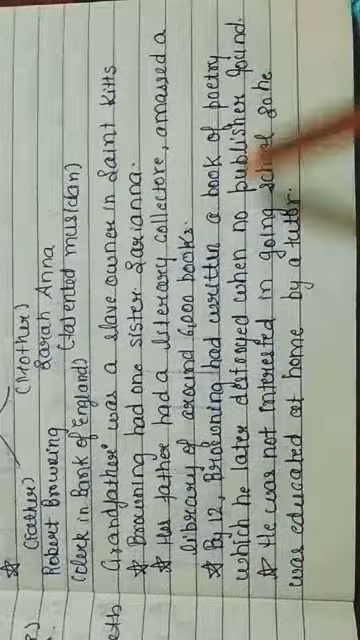 * (Father) (Mother)
Robert Browning Sarah Anna
(Clerk in Bank of England) (talented musician)
Grandfather was a slave owner in Saint Kitts
* Browning had one sister Sarianna.
* His father had a literary collectore, amassed a
library of around 6,000 books.
* By 12, Browning had written a book of poetry
which he later destroyed when no publisher found.
* He was not interested in going school so he
was educated at home by a tutor.